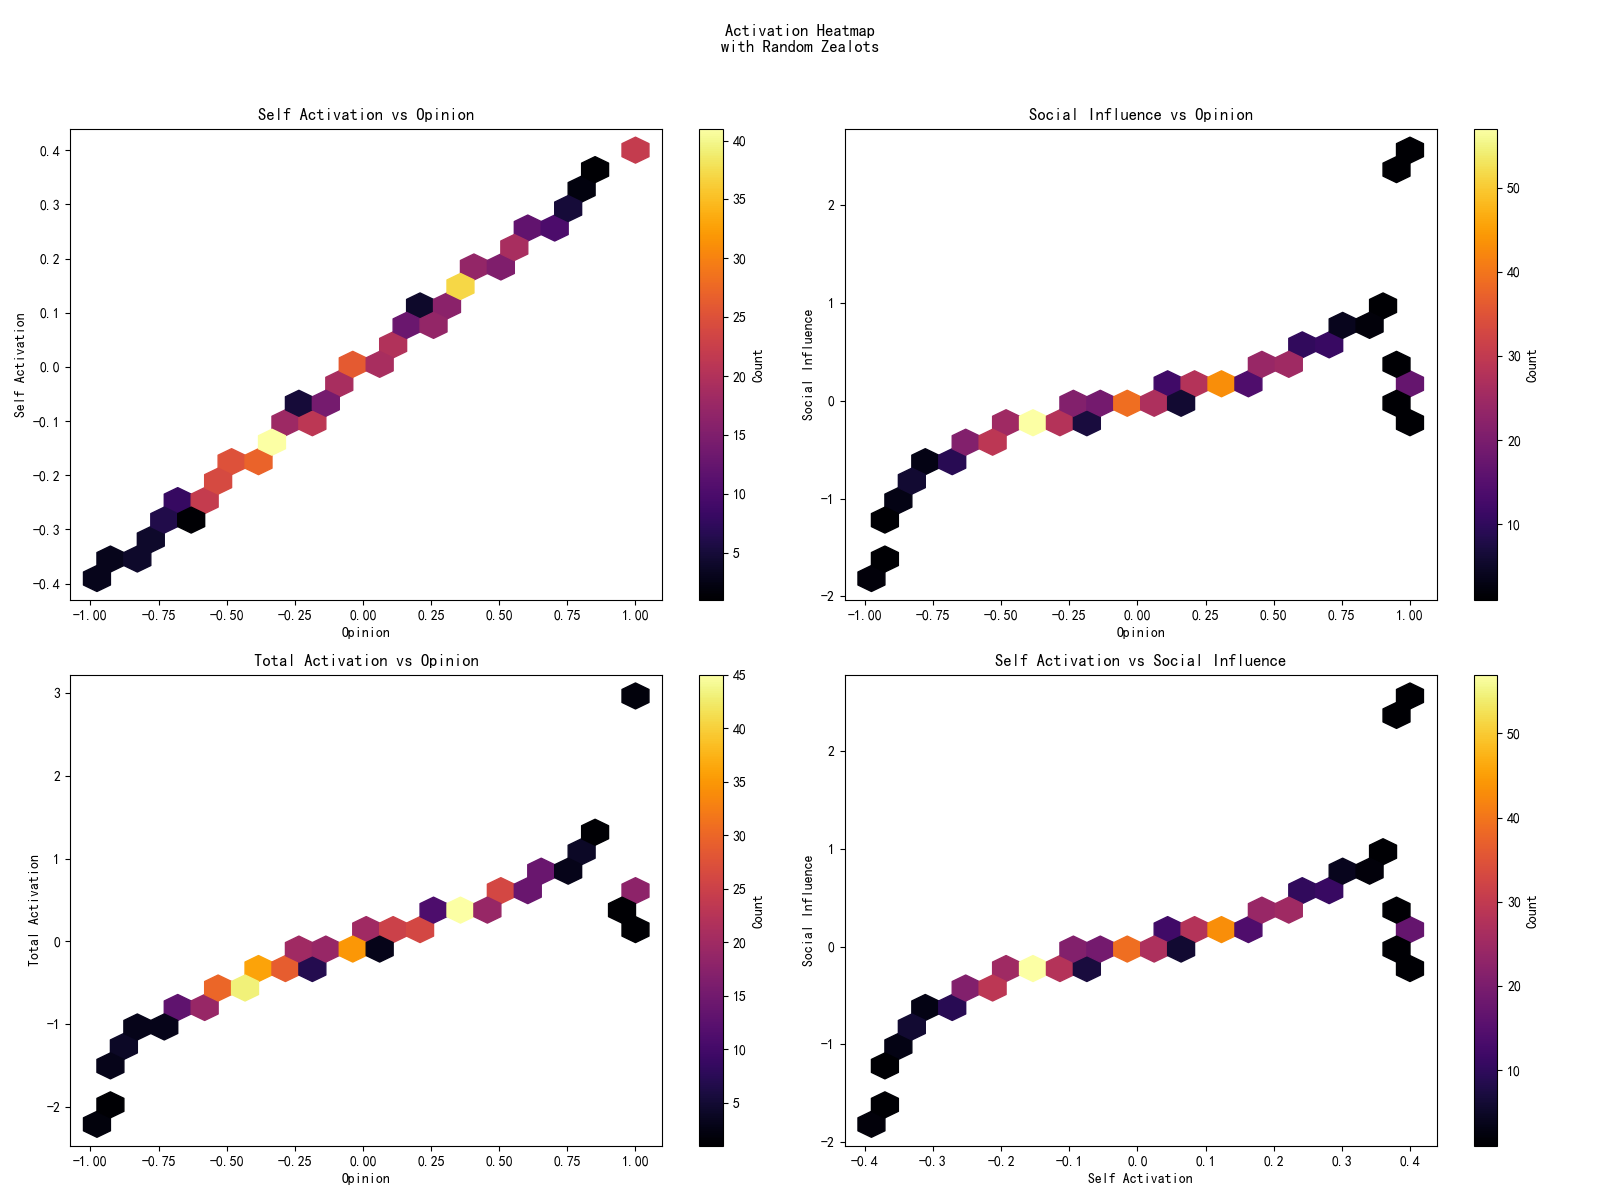 Activation Heatmap
with Random Zealots
Self Activation vs Opinion
Self Activation
0.4
0.3
0.2
0.1
0.0
−0.1
−0.2
−0.3
−0.4
−1.00 −0.75 −0.50 −0.25 0.00 0.25 0.50 0.75 1.00
Opinion
40
35
30
25
20
15
10
5
Count
Social Influence vs Opinion
Social Influence
2
1
0
−1
−2
−1.00 −0.75 −0.50 −0.25 0.00 0.25 0.50 0.75 1.00
Opinion
50
40
30
20
10
Count
Total Activation vs Opinion
Total Activation
3
2
1
0
−1
−2
−1.00 −0.75 −0.50 −0.25 0.00 0.25 0.50 0.75 1.00
Opinion
45
40
35
30
25
20
15
10
5
Count
Self Activation vs Social Influence
Social Influence
2
1
0
−1
−2
−0.4 −0.3 −0.2 −0.1 0.0 0.1 0.2 0.3 0.4
Self Activation
50
40
30
20
10
Count